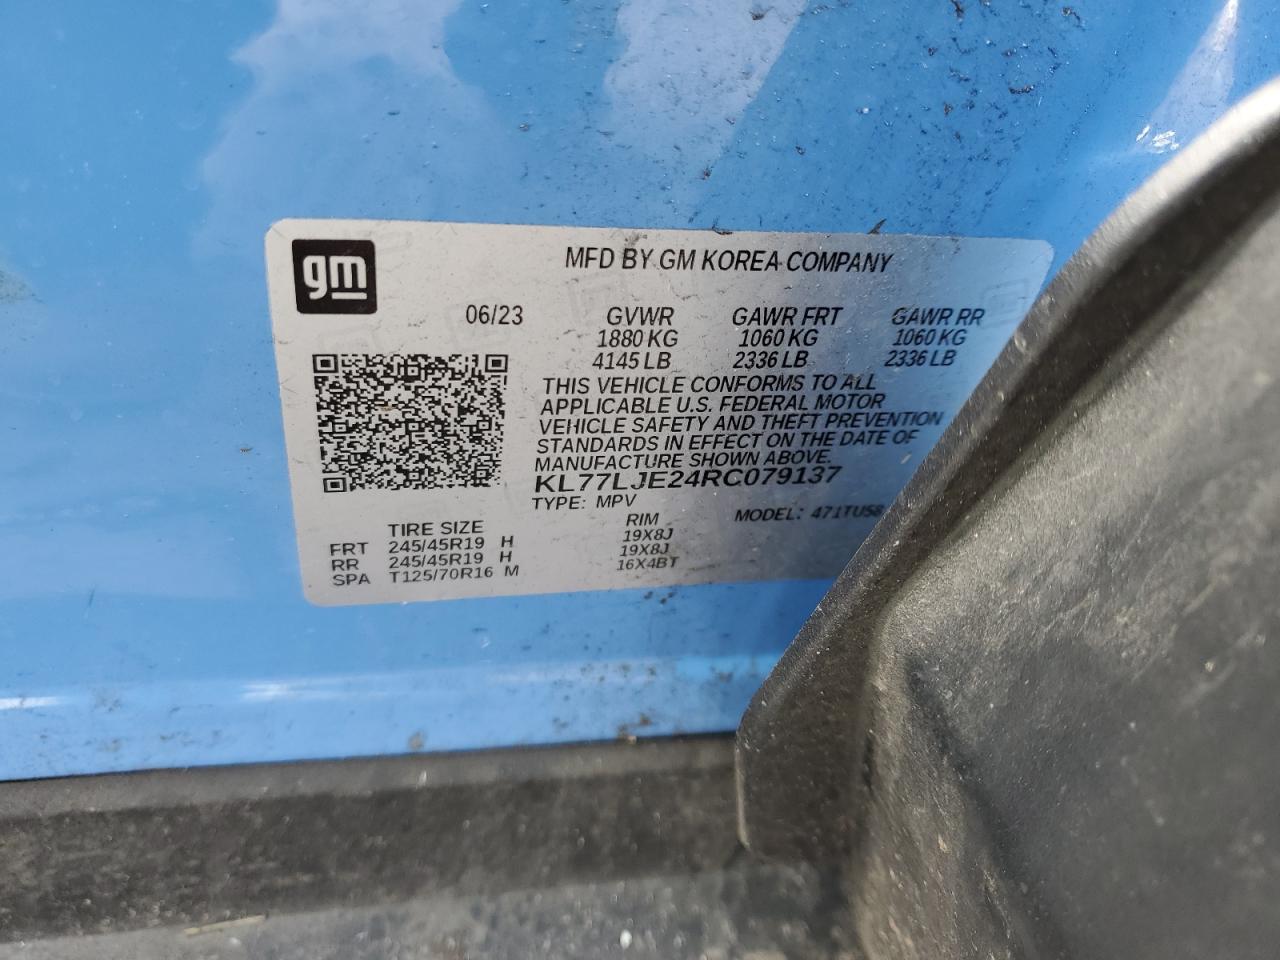 gm
MFD BY GM KOREA COMPANY
06/23 GVWR GAWR FRT GAWR RR
1880 KG 1060 KG 1060 KG
4145 LB 2336 LB 2336 LB
THIS VEHICLE CONFORMS TO ALL
APPLICABLE U.S. FEDERAL MOTOR
VEHICLE SAFETY AND THEFT PREVENTION
STANDARDS IN EFFECT ON THE DATE OF
MANUFACTURE SHOWN ABOVE.
KL77LJE24RC079137
TYPE: MPV MODEL: 471TU58
TIRE SIZE RIM
FRT 245/45R19 H 19X8J
RR 245/45R19 H 19X8J
SPA T125/70R16 M 16X4BT